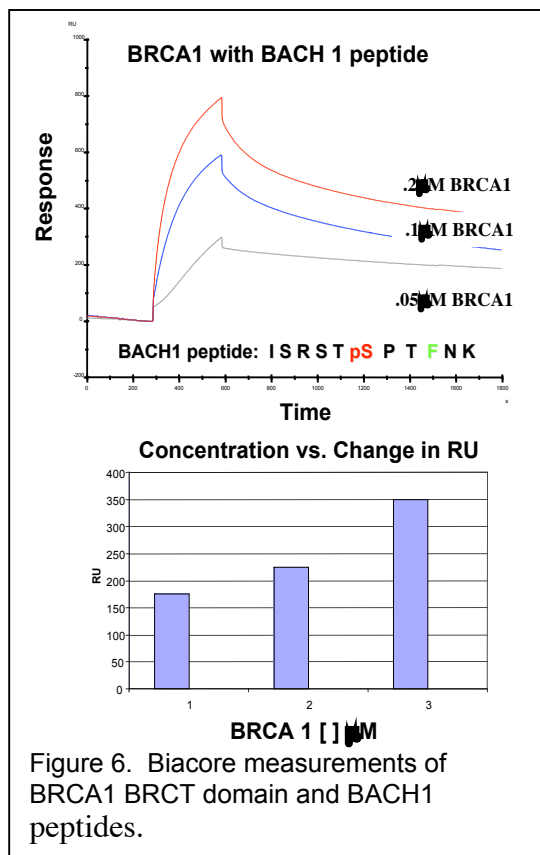 RU
BRCA1 with BACH 1 peptide
1000
800
600
400
200
0
-200
Response
.2 M BRCA1
.1 M BRCA1
.05 M BRCA1
BACH1 peptide: I S R S T pS P T F N K
0 200 400 600 800 1000 1200 1400 1600 1800
Time
s
Concentration vs. Change in RU
400
350
300
250
200
150
100
50
0
RU
1 2 3
BRCA 1 [ ] M
Figure 6. Biacore measurements of
BRCA1 BRCT domain and BACH1
peptides.